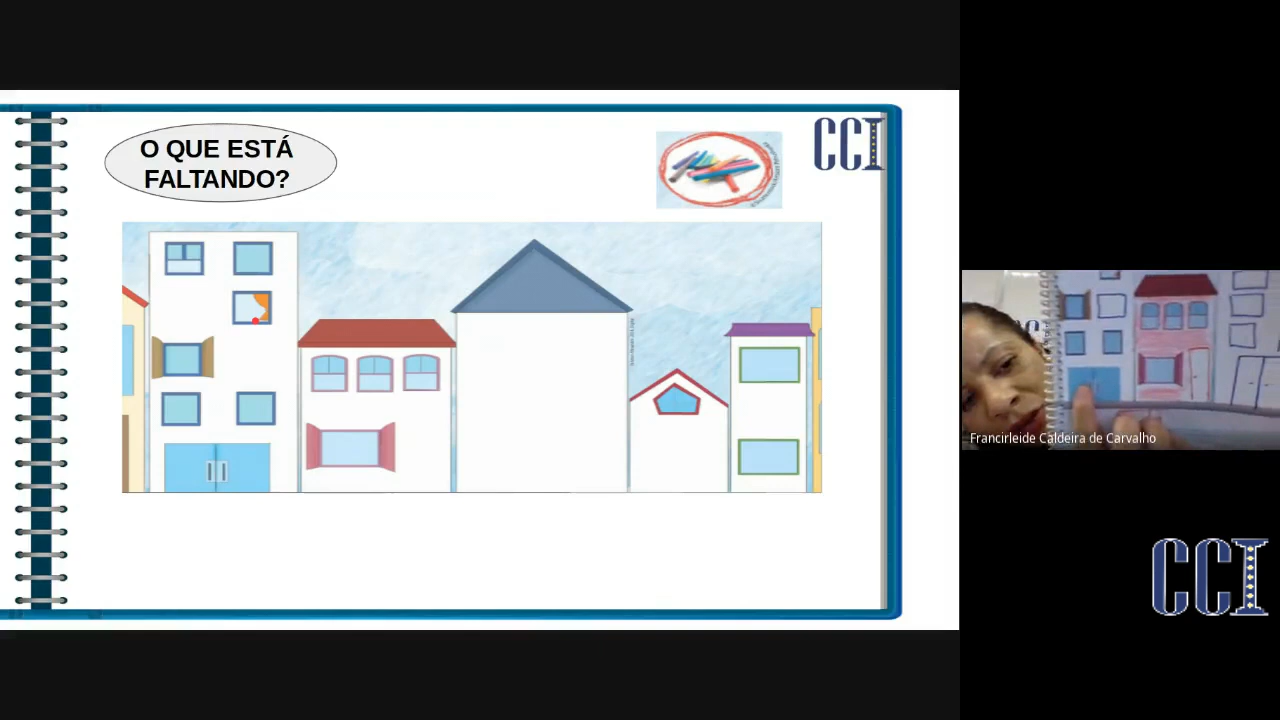 O QUE ESTÁ
FALTANDO?
CCI
Francirleide Caldeira de Carvalho
CCI